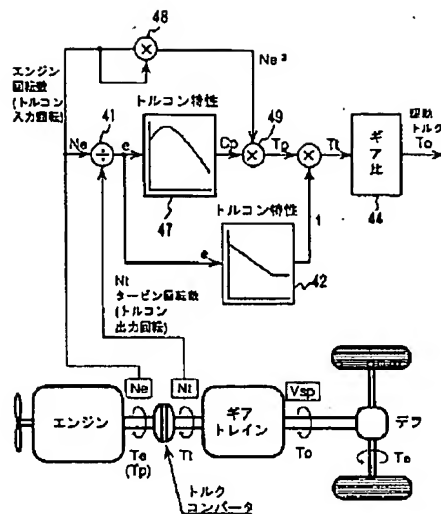 48
エンジン
回転数
(トルコン
入力回転)
41
トルコン特性
Ne²
49
Ne
÷
e
Cp
×
Tp
×
Tt
ギア
比
44
駆動
トルク
To
47
トルコン特性
t
e
42
Nt
タービン回転数
(トルコン
出力回転)
Ne
Nt
Vsp
エンジン
ギア
トレイン
デフ
Te
(Tp)
Tt
To
To
トルク
コンバータ